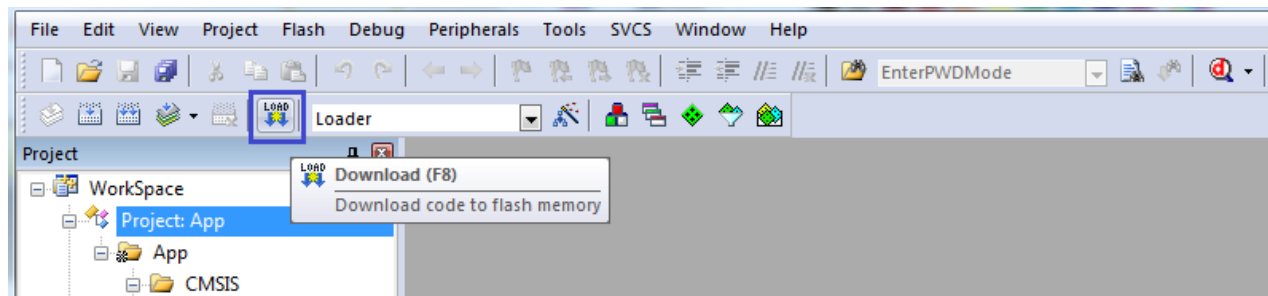 File Edit View Project Flash Debug Peripherals Tools SVCS Window Help
EnterPWDMode
LOAD Loader
Project
LOAD Download (F8)
Download code to flash memory
WorkSpace
Project: App
App
CMSIS